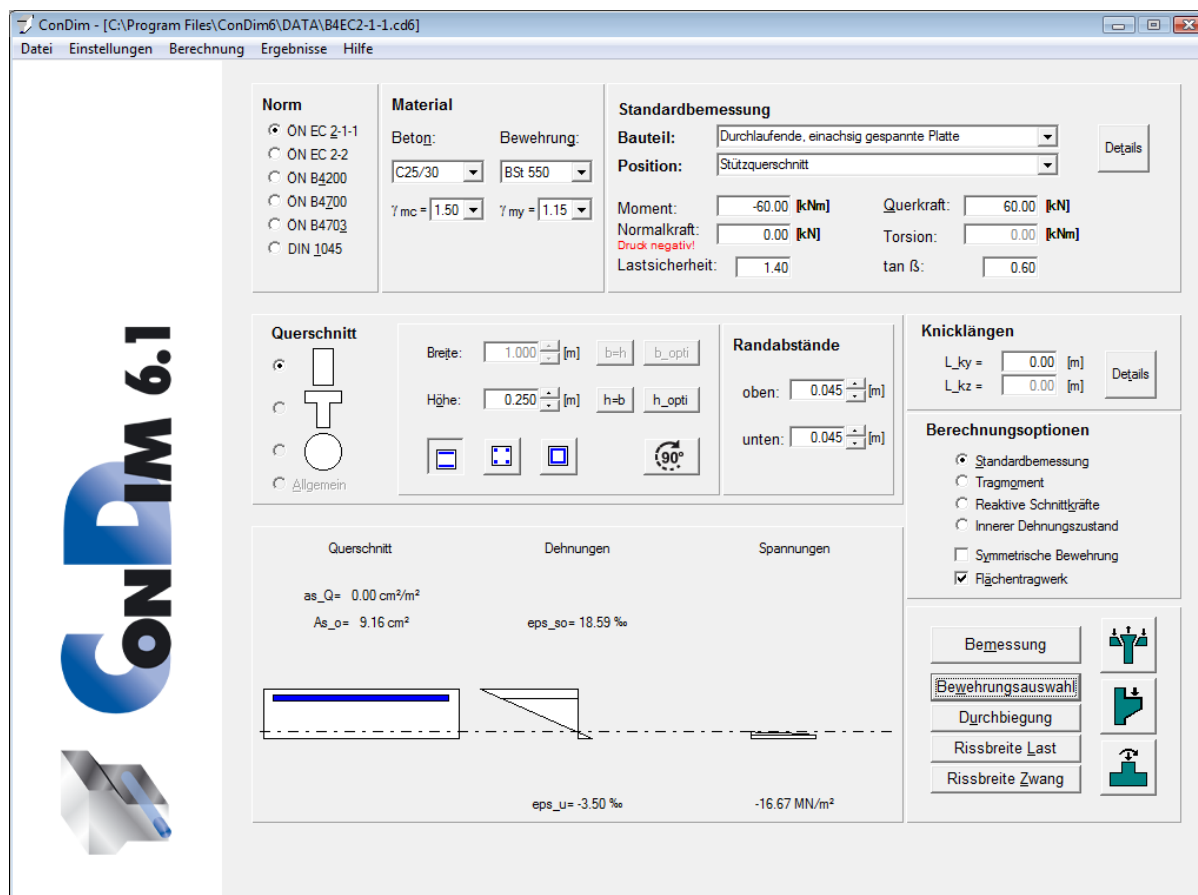 ConDim - [C:\Program Files\ConDim6\DATA\B4EC2-1-1.cd6]
Datei Einstellungen Berechnung Ergebnisse Hilfe
CONDIM 6.1
Norm
ÖN EC 2-1-1
ÖN EC 2-2
ÖN B4200
ÖN B4700
ÖN B4703
DIN 1045
Material
Beton: Bewehrung:
C25/30 BSt 550
γ mc = 1.50 γ my = 1.15
Standardbemessung
Bauteil: Durchlaufende, einachsig gespannte Platte
Position: Stützquerschnitt
Details
Moment: -60.00 [kNm] Querkraft: 60.00 [kN]
Normalkraft: 0.00 [kN] Torsion: 0.00 [kNm]
Druck negativ!
Lastsicherheit: 1.40 tan ß: 0.60
Querschnitt
Allgemein
Breite: 1.000 [m] b=h b_opti
Höhe: 0.250 [m] h=b h_opti
90°
Randabstände
oben: 0.045 [m]
unten: 0.045 [m]
Knicklängen
L_ky = 0.00 [m]
L_kz = 0.00 [m]
Details
Berechnungsoptionen
Standardbemessung
Tragmoment
Reaktive Schnittkräfte
Innerer Dehnungszustand
Symmetrische Bewehrung
Flächentragwerk
Querschnitt Dehnungen Spannungen
as_Q= 0.00 cm²/m²
As_o= 9.16 cm² eps_so= 18.59 ‰
eps_u= -3.50 ‰ -16.67 MN/m²
Bemessung
Bewehrungsauswahl
Durchbiegung
Rissbreite Last
Rissbreite Zwang